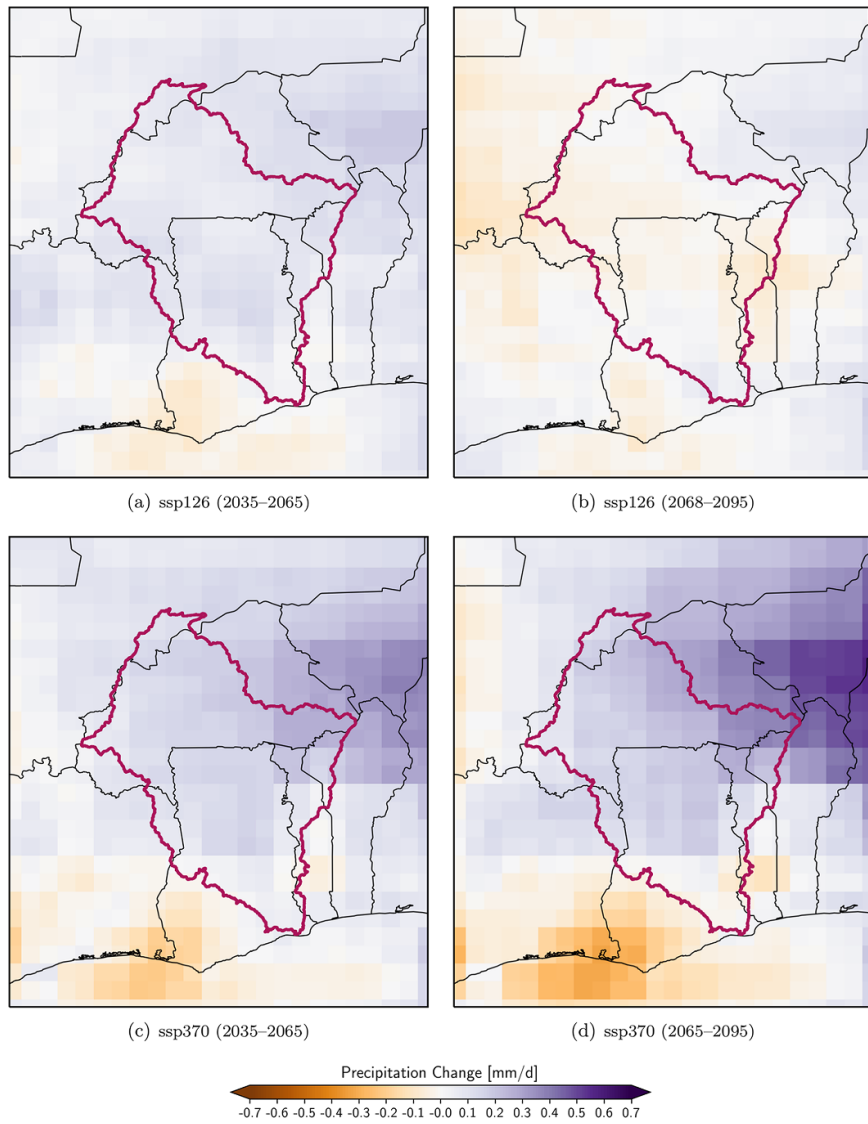 (a) ssp126 (2035–2065)
(b) ssp126 (2068–2095)
(c) ssp370 (2035–2065)
(d) ssp370 (2065–2095)
Precipitation Change [mm/d]
-0.7 -0.6 -0.5 -0.4 -0.3 -0.2 -0.1 -0.0 0.1 0.2 0.3 0.4 0.5 0.6 0.7